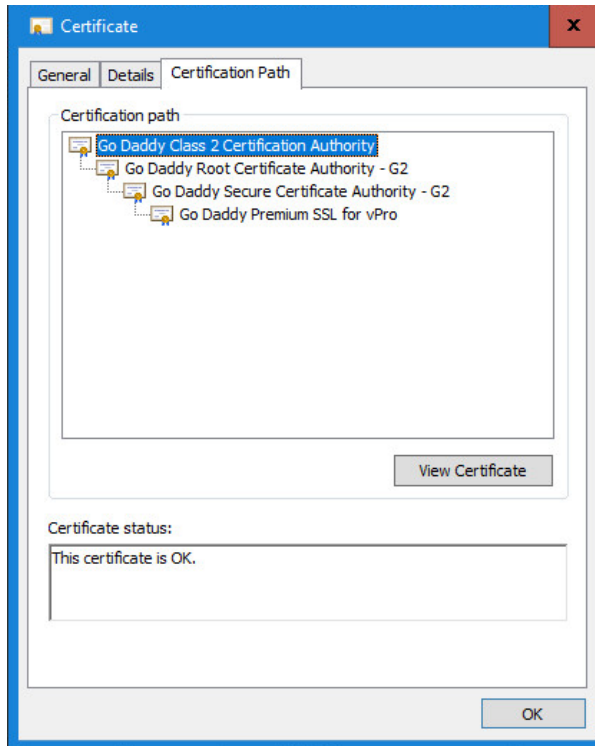 Certificate
x
General Details Certification Path
Certification path
Go Daddy Class 2 Certification Authority
Go Daddy Root Certificate Authority - G2
Go Daddy Secure Certificate Authority - G2
Go Daddy Premium SSL for vPro
View Certificate
Certificate status:
This certificate is OK.
OK